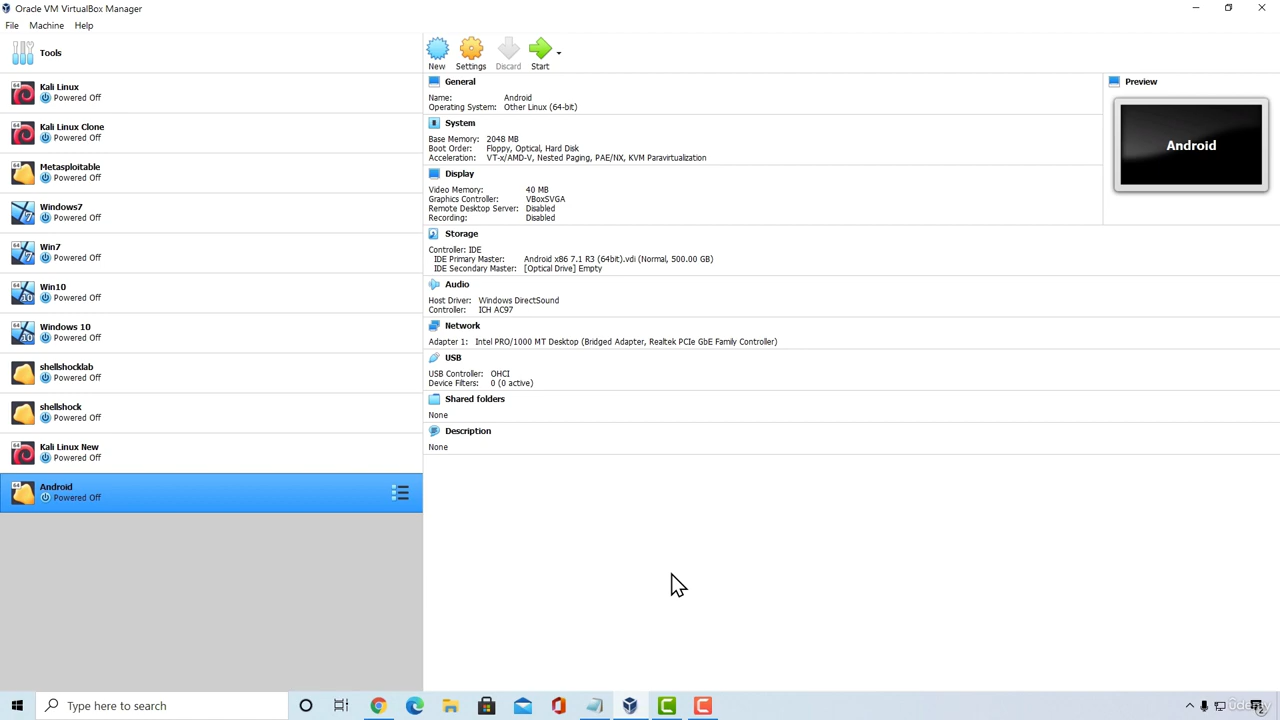 Oracle VM VirtualBox Manager
File Machine Help
Tools
New Settings Discard Start
Kali Linux
Powered Off
Kali Linux Clone
Powered Off
Metasploitable
Powered Off
Windows7
Powered Off
Win7
Powered Off
Win10
Powered Off
Windows 10
Powered Off
shellshocklab
Powered Off
shellshock
Powered Off
Kali Linux New
Powered Off
Android
Powered Off
General
Name: Android
Operating System: Other Linux (64-bit)
System
Base Memory: 2048 MB
Boot Order: Floppy, Optical, Hard Disk
Acceleration: VT-x/AMD-V, Nested Paging, PAE/NX, KVM Paravirtualization
Display
Video Memory: 40 MB
Graphics Controller: VBoxSVGA
Remote Desktop Server: Disabled
Recording: Disabled
Storage
Controller: IDE
IDE Primary Master: Android x86 7.1 R3 (64bit).vdi (Normal, 500.00 GB)
IDE Secondary Master: [Optical Drive] Empty
Audio
Host Driver: Windows DirectSound
Controller: ICH AC97
Network
Adapter 1: Intel PRO/1000 MT Desktop (Bridged Adapter, Realtek PCIe GbE Family Controller)
USB
USB Controller: OHCI
Device Filters: 0 (0 active)
Shared folders
None
Description
None
Preview
Android
Type here to search
Udemy